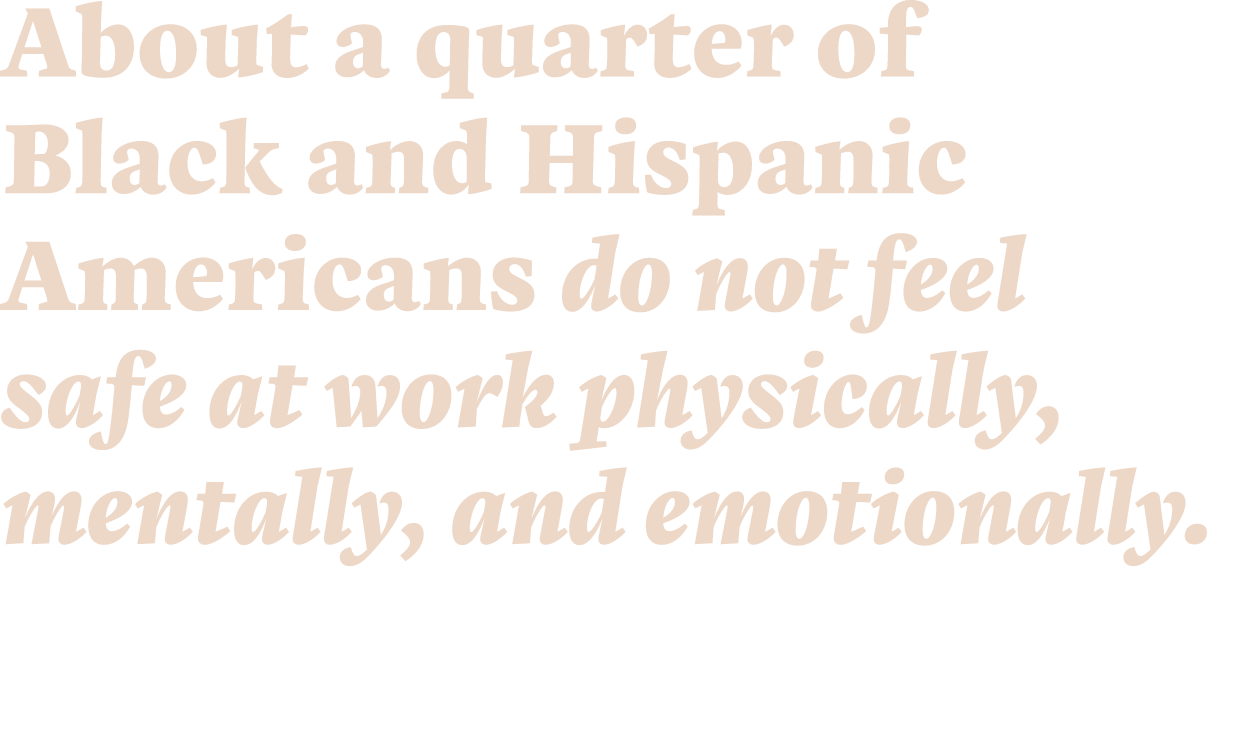 About a quarter of
Black and Hispanic
Americans do not feel
safe at work physically,
mentally, and emotionally.